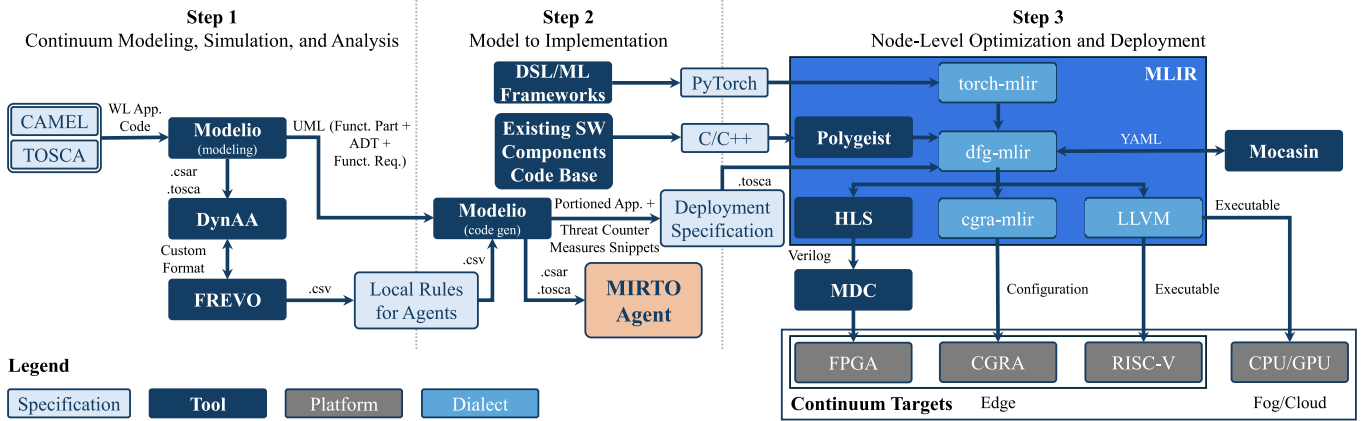 Step 1
Continuum Modeling, Simulation, and Analysis
Step 2
Model to Implementation
Step 3
Node-Level Optimization and Deployment
CAMEL
TOSCA
WL App.
Code
Modelio
(modeling)
UML (Funct. Part +
ADT +
Funct. Req.)
.csar
.tosca
DynAA
Custom
Format
FREVO
.csv
Local Rules
for Agents
.csv
DSL/ML
Frameworks
PyTorch
Existing SW
Components
Code Base
C/C++
Modelio
(code gen)
Portioned App. +
Threat Counter
Measures Snippets
.csar
.tosca
MIRTO
Agent
Deployment
Specification
.tosca
MLIR
torch-mlir
Polygeist
dfg-mlir
YAML
Mocasin
HLS
cgra-mlir
LLVM
Executable
Verilog
MDC
Configuration
Executable
FPGA
CGRA
RISC-V
CPU/GPU
Continuum Targets
Edge
Fog/Cloud
Legend
Specification
Tool
Platform
Dialect